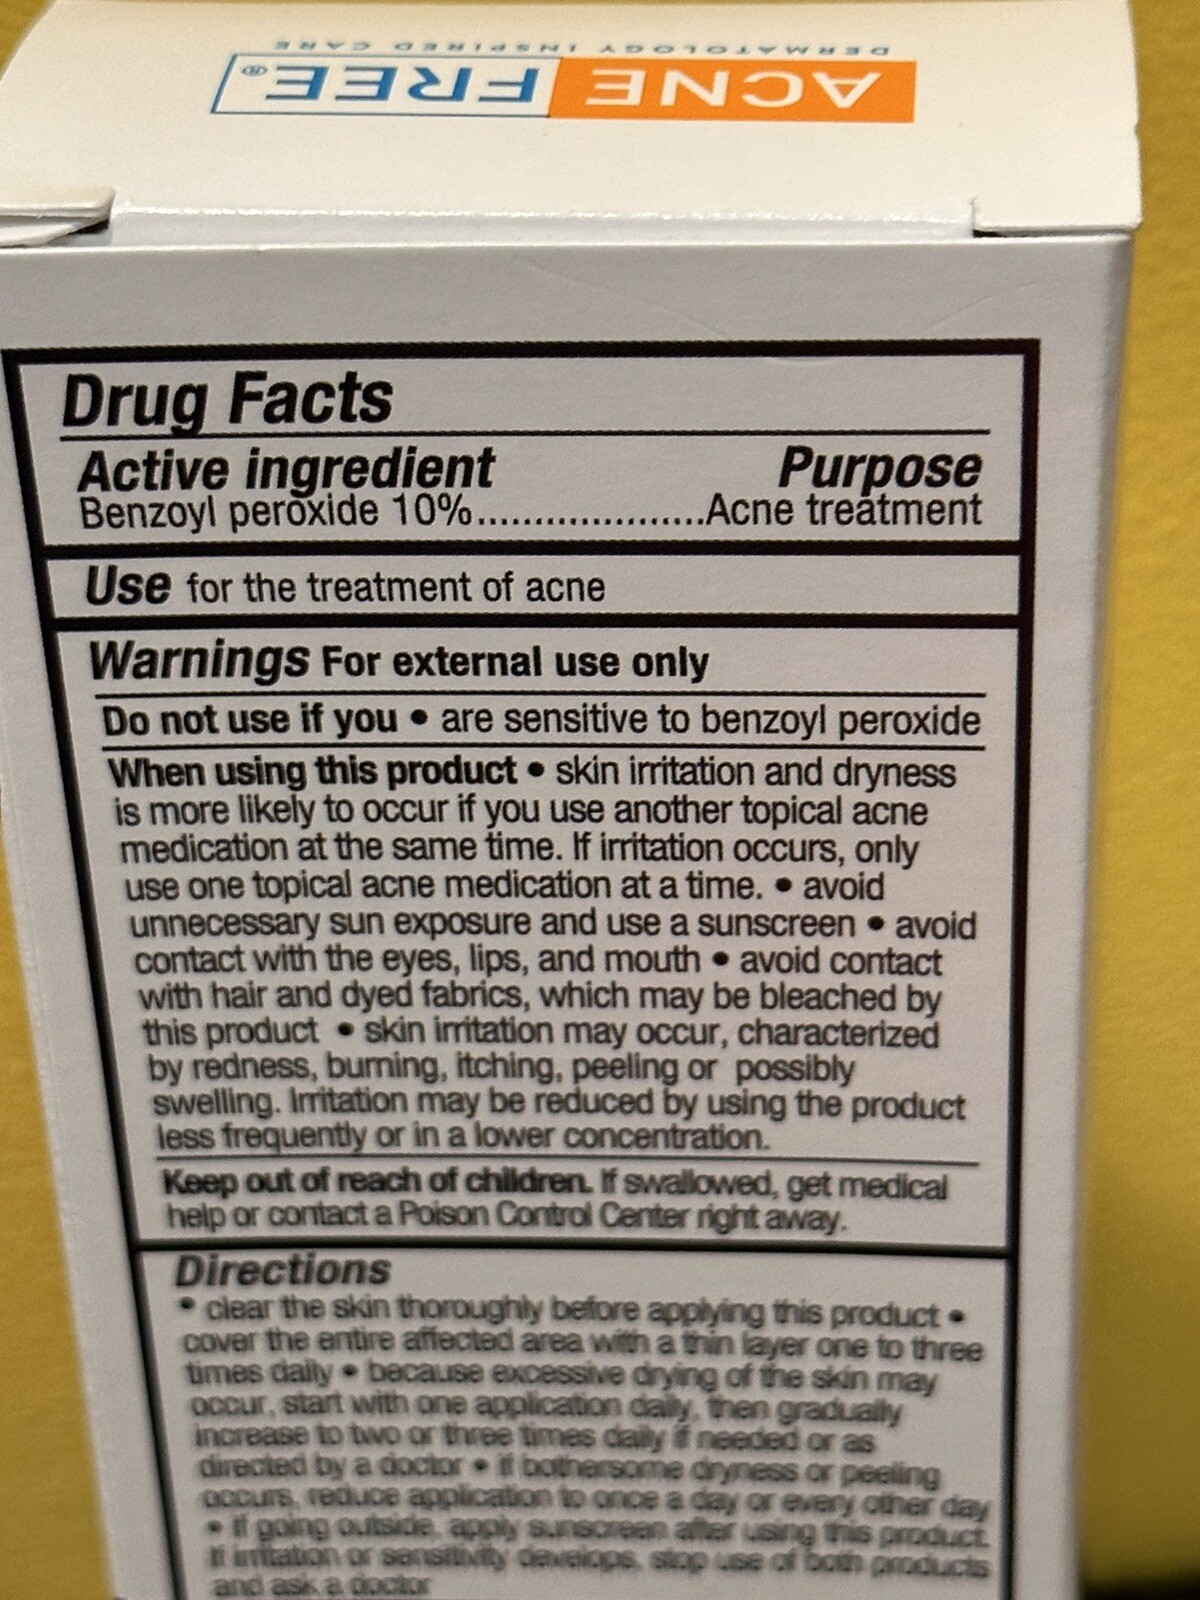 ACNE FREE®
DERMATOLOGY INSPIRED CARE
Drug Facts
Active ingredient Purpose
Benzoyl peroxide 10%....................Acne treatment
Use for the treatment of acne
Warnings For external use only
Do not use if you • are sensitive to benzoyl peroxide
When using this product • skin irritation and dryness
is more likely to occur if you use another topical acne
medication at the same time. If irritation occurs, only
use one topical acne medication at a time. • avoid
unnecessary sun exposure and use a sunscreen • avoid
contact with the eyes, lips, and mouth • avoid contact
with hair and dyed fabrics, which may be bleached by
this product • skin irritation may occur, characterized
by redness, burning, itching, peeling or possibly
swelling. Irritation may be reduced by using the product
less frequently or in a lower concentration.
Keep out of reach of children. If swallowed, get medical
help or contact a Poison Control Center right away.
Directions
• clear the skin thoroughly before applying this product •
cover the entire affected area with a thin layer one to three
times daily • because excessive drying of the skin may
occur, start with one application daily, then gradually
increase to two or three times daily if needed or as
directed by a doctor • If bothersome dryness or peeling
occurs, reduce application to once a day or every other day
• If going outside, apply sunscreen after using this product.
If irritation or sensitivity develops, stop use of both products
and ask a doctor